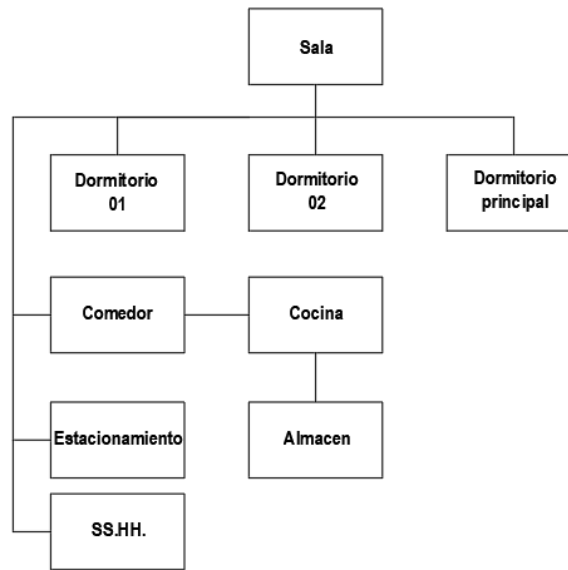 Sala
Dormitorio
01
Dormitorio
02
Dormitorio
principal
Comedor
Cocina
Estacionamiento
Almacen
SS.HH.